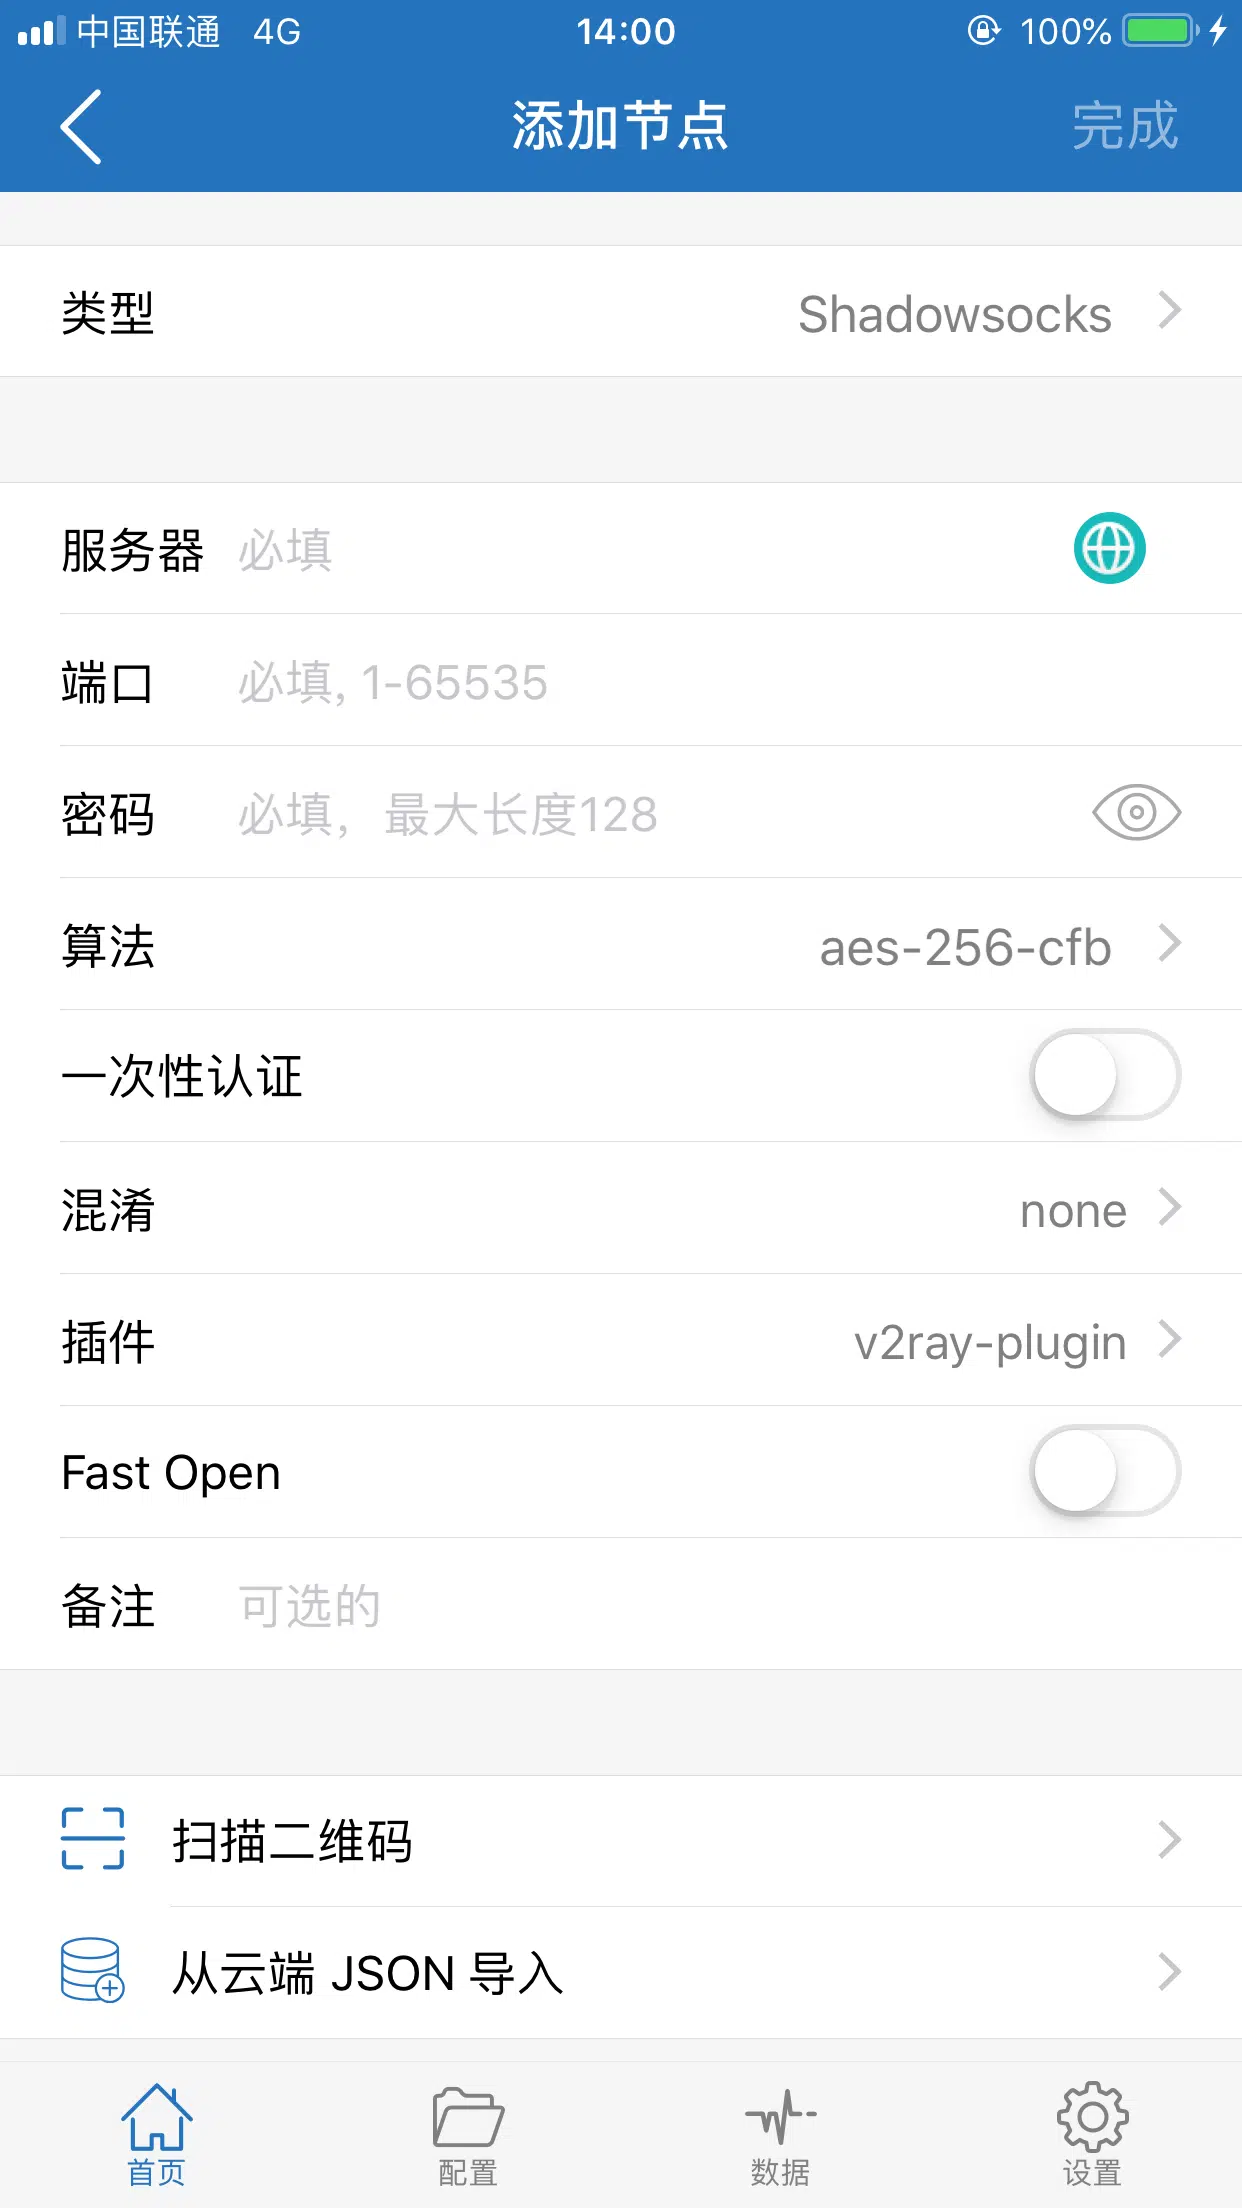 中国联通 4G 14:00 100%
添加节点 完成
类型 Shadowsocks
服务器 必填
端口 必填, 1-65535
密码 必填，最大长度128
算法 aes-256-cfb
一次性认证
混淆 none
插件 v2ray-plugin
Fast Open
备注 可选的
扫描二维码
从云端 JSON 导入
首页 配置 数据 设置